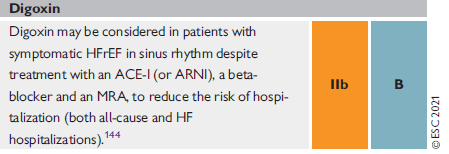 Digoxin
Digoxin may be considered in patients with
symptomatic HFrEF in sinus rhythm despite
treatment with an ACE-I (or ARNI), a beta-
blocker and an MRA, to reduce the risk of hospi-
talization (both all-cause and HF
hospitalizations).144
IIb
B
© ESC 2021